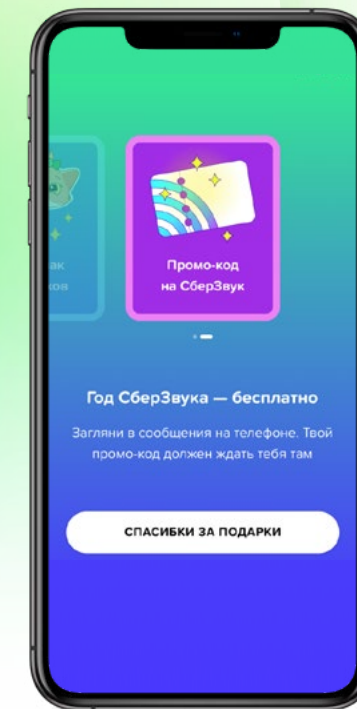 Промо-код
на СберЗвук
Год СберЗвука — бесплатно
Загляни в сообщения на телефоне. Твой
промо-код должен ждать тебя там
СПАСИБКИ ЗА ПОДАРКИ